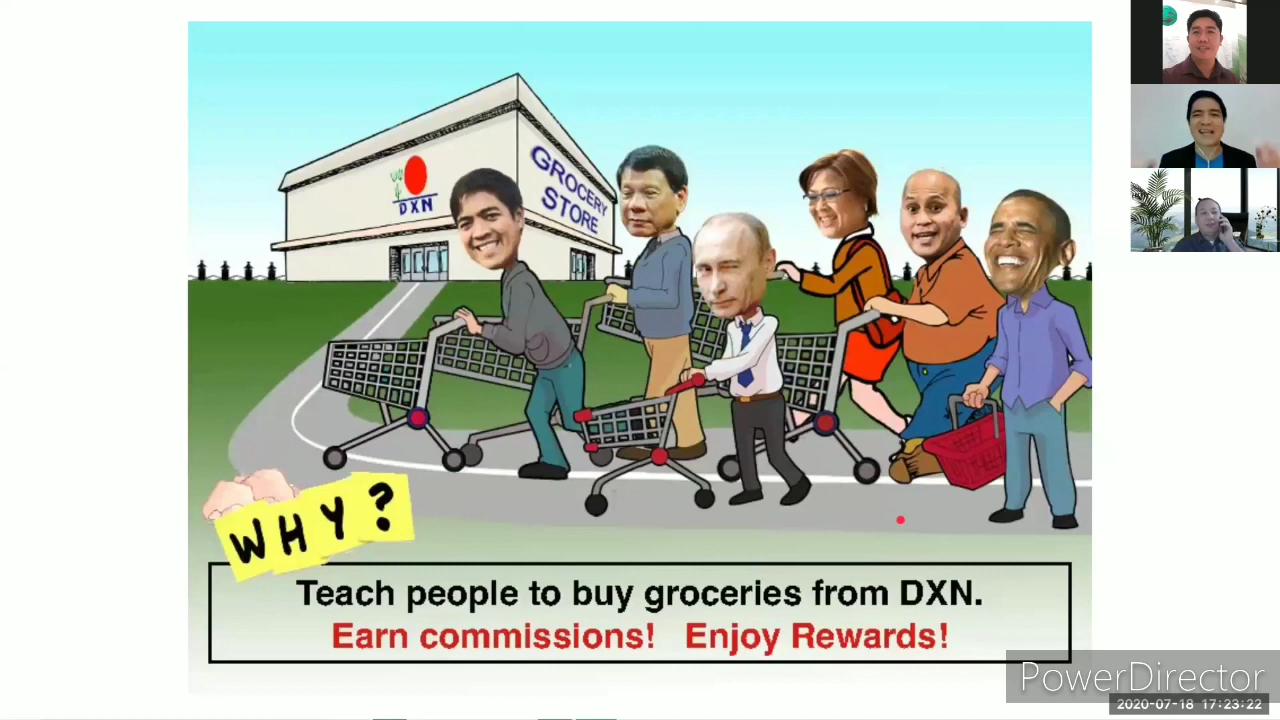 GROCERY
STORE
DXN
WHY?
Teach people to buy groceries from DXN.
Earn commissions! Enjoy Rewards!
PowerDirector
2020-07-18 17:23:22